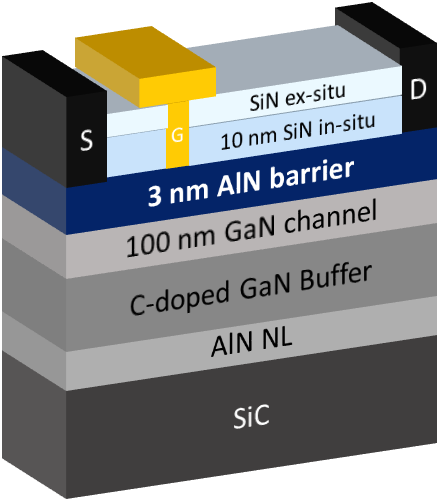 SiN ex-situ
D
S
G
10 nm SiN in-situ
3 nm AlN barrier
100 nm GaN channel
C-doped GaN Buffer
AlN NL
SiC